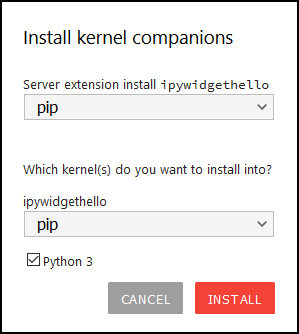 Install kernel companions
Server extension install ipywidgethello
pip
Which kernel(s) do you want to install into?
ipywidgethello
pip
Python 3
CANCEL INSTALL